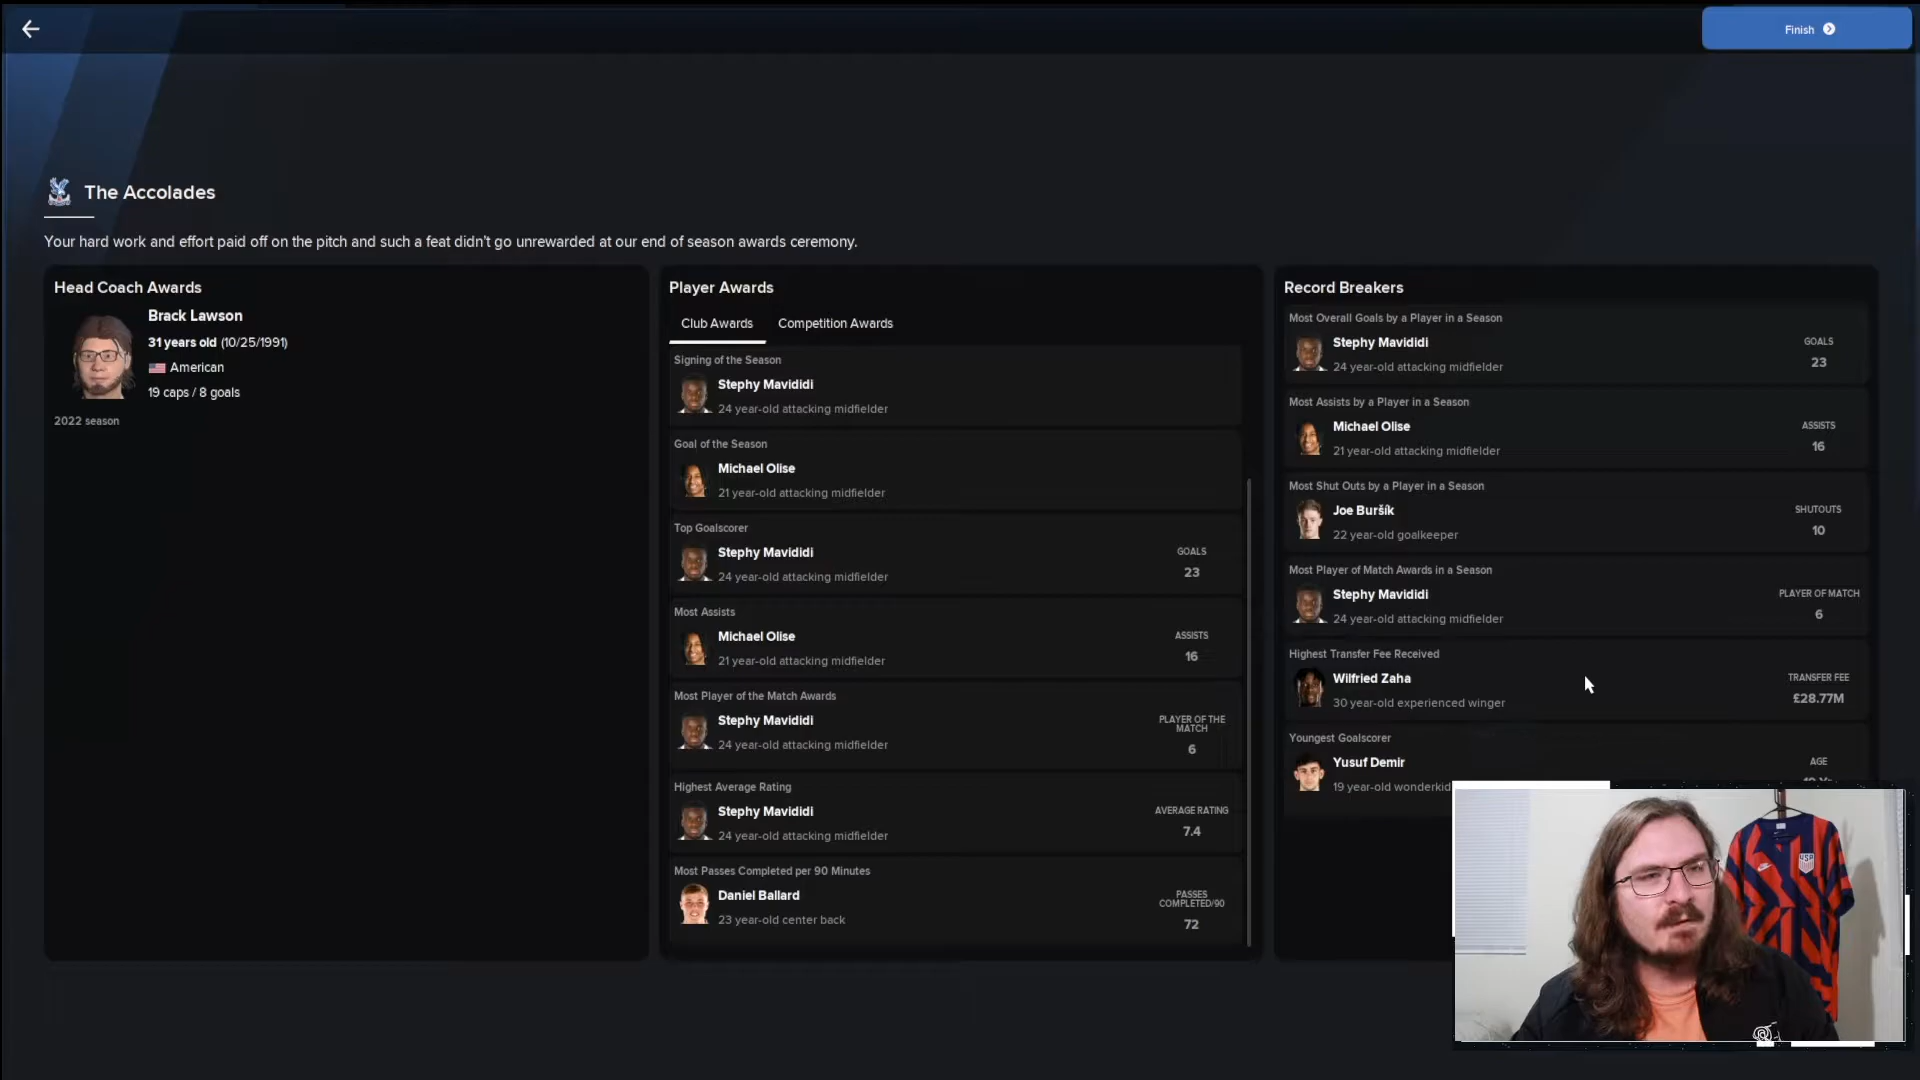 Finish
The Accolades
Your hard work and effort paid off on the pitch and such a feat didn't go unrewarded at our end of season awards ceremony.
Head Coach Awards
Brack Lawson
31 years old (10/25/1991)
American
19 caps / 8 goals
2022 season
Player Awards
Club Awards Competition Awards
Signing of the Season
Stephy Mavididi
24 year-old attacking midfielder
Goal of the Season
Michael Olise
21 year-old attacking midfielder
Top Goalscorer
Stephy Mavididi
24 year-old attacking midfielder
GOALS
23
Most Assists
Michael Olise
21 year-old attacking midfielder
ASSISTS
16
Most Player of the Match Awards
Stephy Mavididi
24 year-old attacking midfielder
PLAYER OF THE
MATCH
6
Highest Average Rating
Stephy Mavididi
24 year-old attacking midfielder
AVERAGE RATING
7.4
Most Passes Completed per 90 Minutes
Daniel Ballard
23 year-old center back
PASSES
COMPLETED/90
72
Record Breakers
Most Overall Goals by a Player in a Season
Stephy Mavididi
24 year-old attacking midfielder
GOALS
23
Most Assists by a Player in a Season
Michael Olise
21 year-old attacking midfielder
ASSISTS
16
Most Shut Outs by a Player in a Season
Joe Buršík
22 year-old goalkeeper
SHUTOUTS
10
Most Player of Match Awards in a Season
Stephy Mavididi
24 year-old attacking midfielder
PLAYER OF MATCH
6
Highest Transfer Fee Received
Wilfried Zaha
30 year-old experienced winger
TRANSFER FEE
£28.77M
Youngest Goalscorer
Yusuf Demir
19 year-old wonderkid
AGE